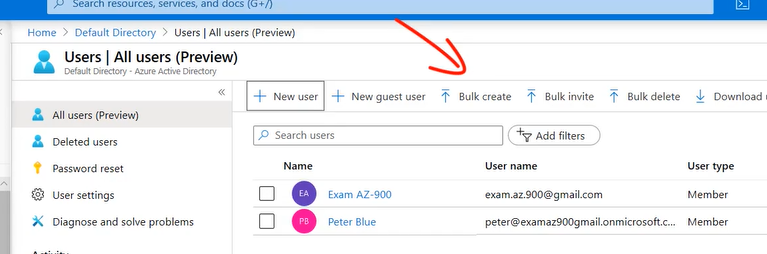 Search resources, services, and docs (G+/)
Home > Default Directory > Users | All users (Preview)
Users | All users (Preview)
Default Directory - Azure Active Directory
«
+ New user + New guest user Bulk create Bulk invite Bulk delete Download
All users (Preview)
Deleted users
Password reset
User settings
Diagnose and solve problems
Activity
Search users
Add filters
Name User name User type
EA Exam AZ-900 exam.az.900@gmail.com Member
PB Peter Blue peter@examaz900gmail.onmicrosoft.c... Member